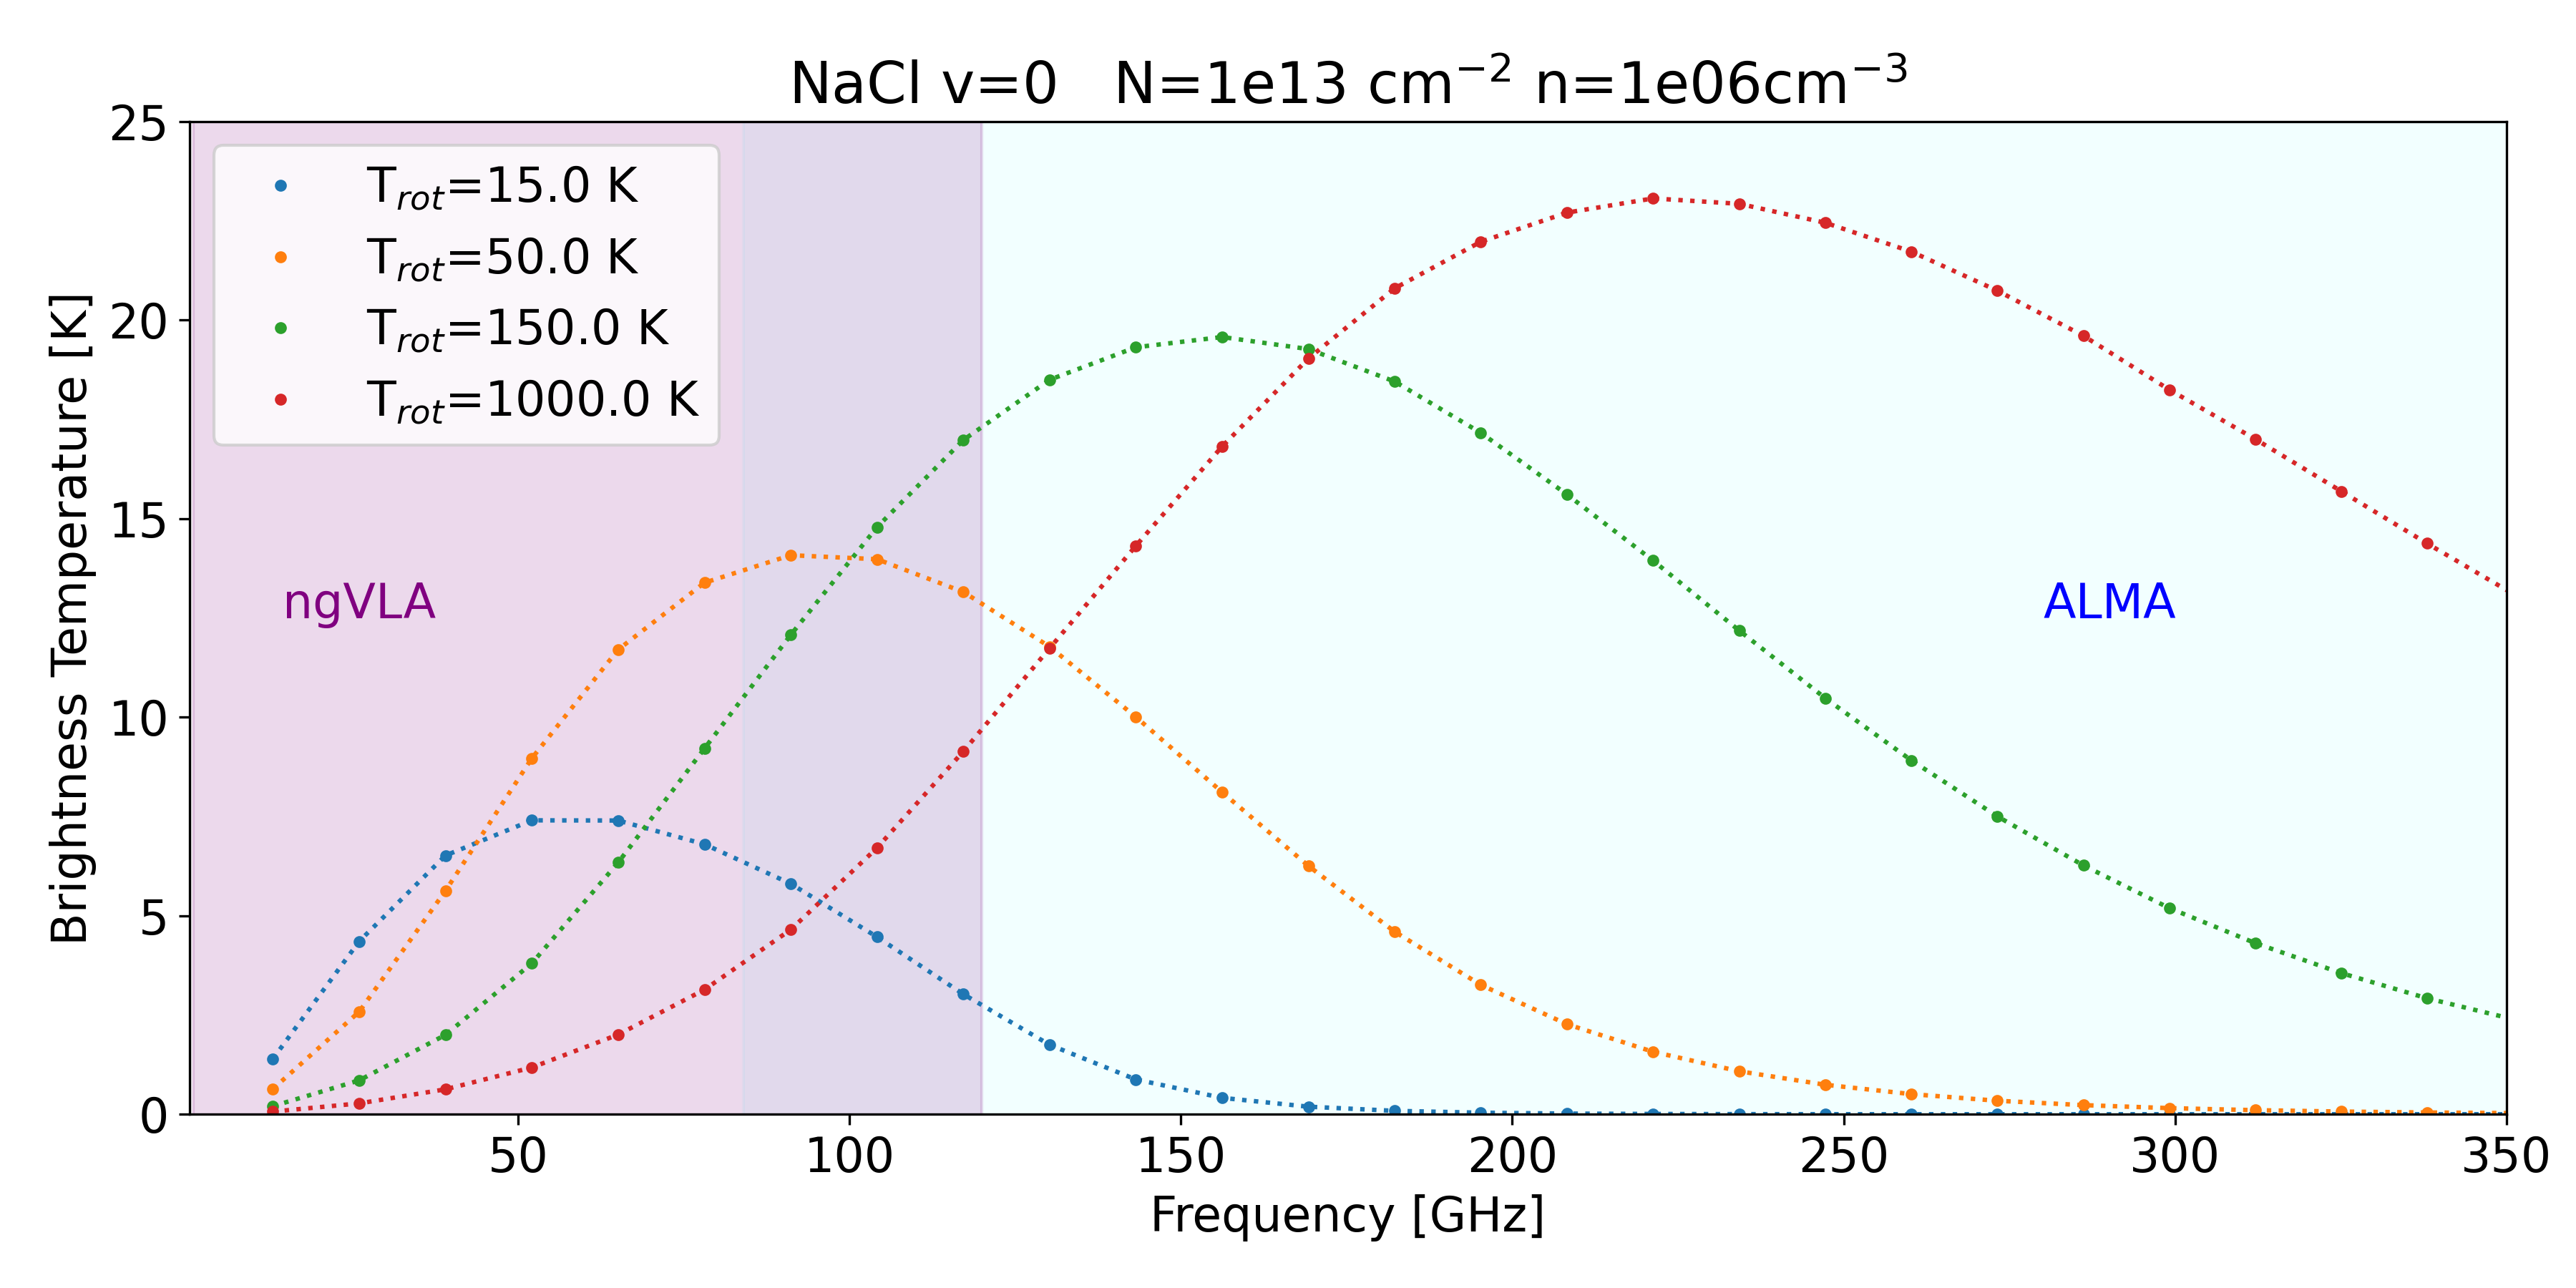 NaCl v=0   N=1e13 cm⁻² n=1e06cm⁻³
25
20
15
10
5
0
Brightness Temperature [K]
T_rot=15.0 K
T_rot=50.0 K
T_rot=150.0 K
T_rot=1000.0 K
ngVLA
ALMA
50 100 150 200 250 300 350
Frequency [GHz]